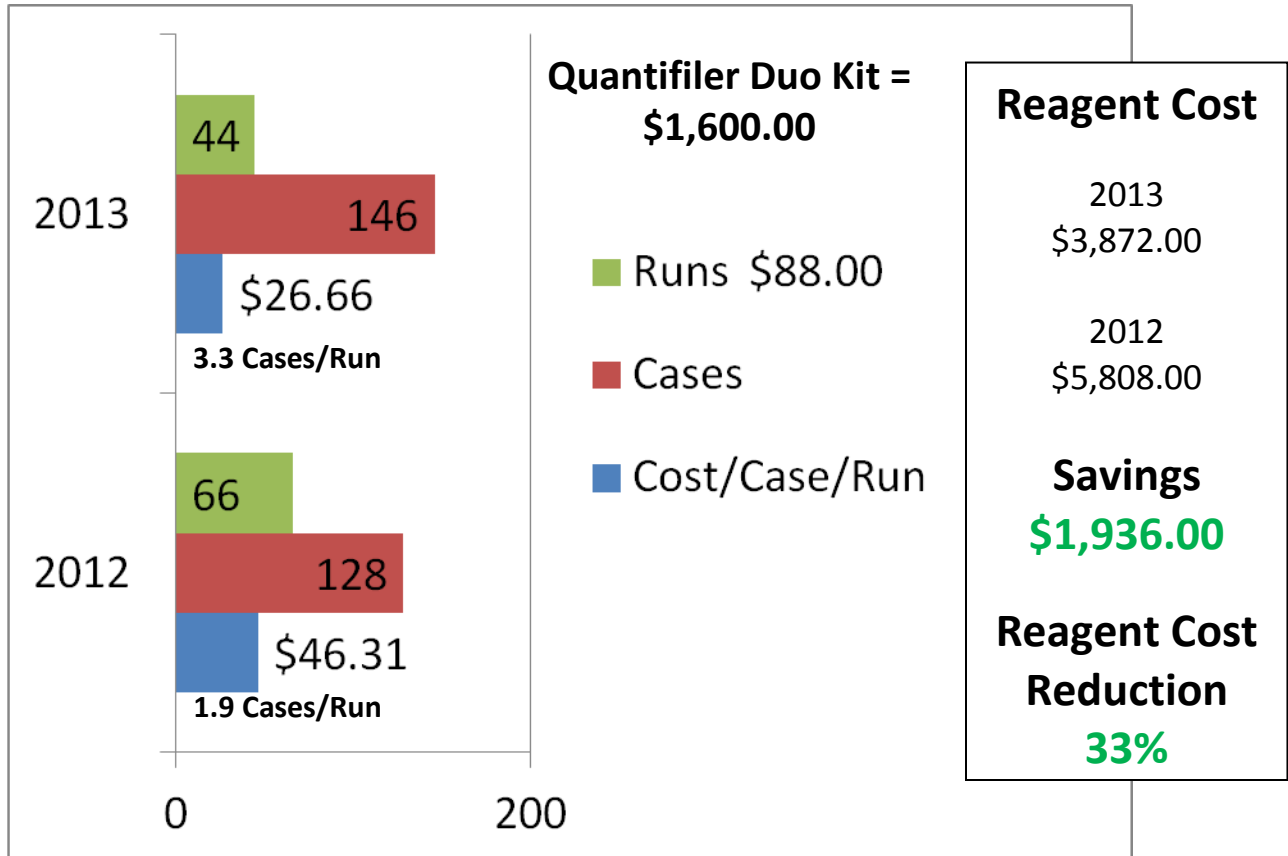 Quantifiler Duo Kit =
$1,600.00
2013
44
146
$26.66
3.3 Cases/Run
2012
66
128
$46.31
1.9 Cases/Run
0
200
Runs $88.00
Cases
Cost/Case/Run
Reagent Cost
2013
$3,872.00
2012
$5,808.00
Savings
$1,936.00
Reagent Cost
Reduction
33%